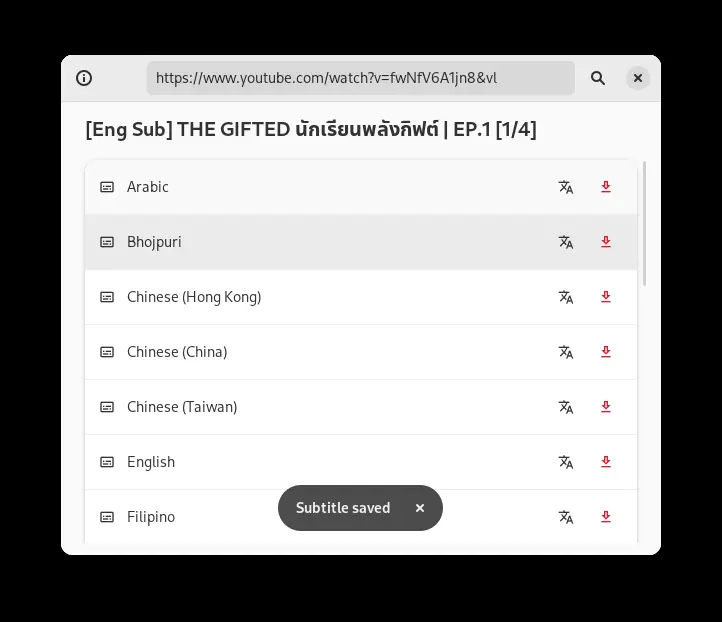 https://www.youtube.com/watch?v=fwNfV6A1jn8&vl
[Eng Sub] THE GIFTED นักเรียนพลังกิฟต์ | EP.1 [1/4]
Arabic
Bhojpuri
Chinese (Hong Kong)
Chinese (China)
Chinese (Taiwan)
English
Filipino
Subtitle saved